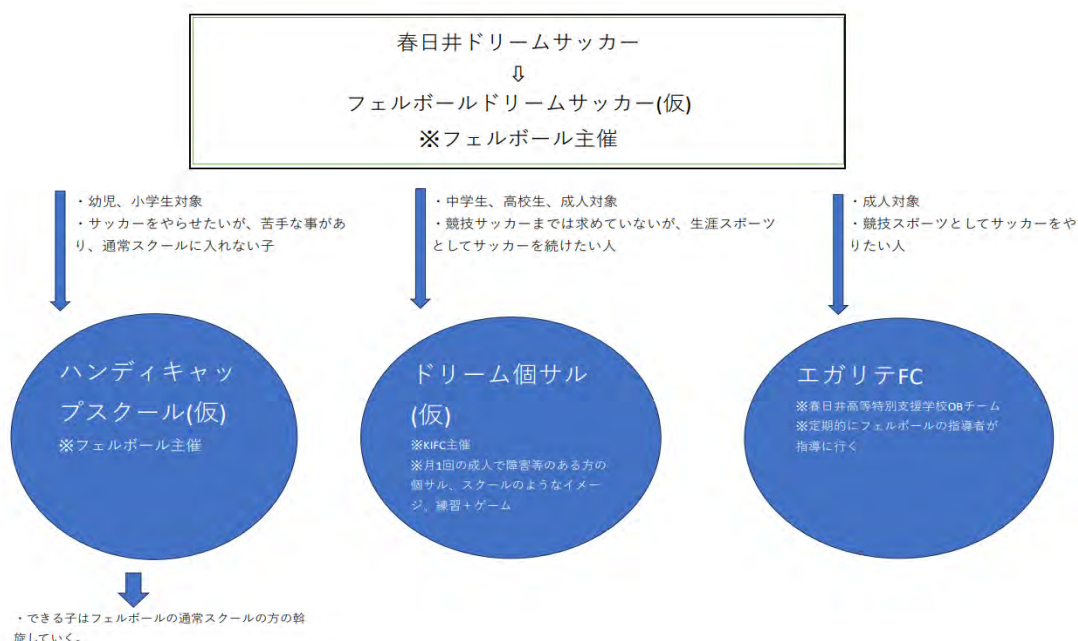 春日井ドリームサッカー
⇩
フェルボールドリームサッカー(仮)
※フェルボール主催
・幼児、小学生対象
・サッカーをやらせたいが、苦手な事があ
り、通常スクールに入れない子
・中学生、高校生、成人対象
・競技サッカーまでは求めていないが、生涯スポーツ
としてサッカーを続けたい人
・成人対象
・競技スポーツとしてサッカーをや
りたい人
ハンディキャッ
プスクール(仮)
※フェルボール主催
ドリーム個サル
(仮)
※KIFC主催
※月1回の成人で障害等のある方の
個サル、スクールのようなイメー
ジ、練習＋ゲーム
エガリテFC
※春日井高等特別支援学校OBチーム
※定期的にフェルボールの指導者が
指導に行く
・できる子はフェルボールの通常スクールの方の斡
旋していく。